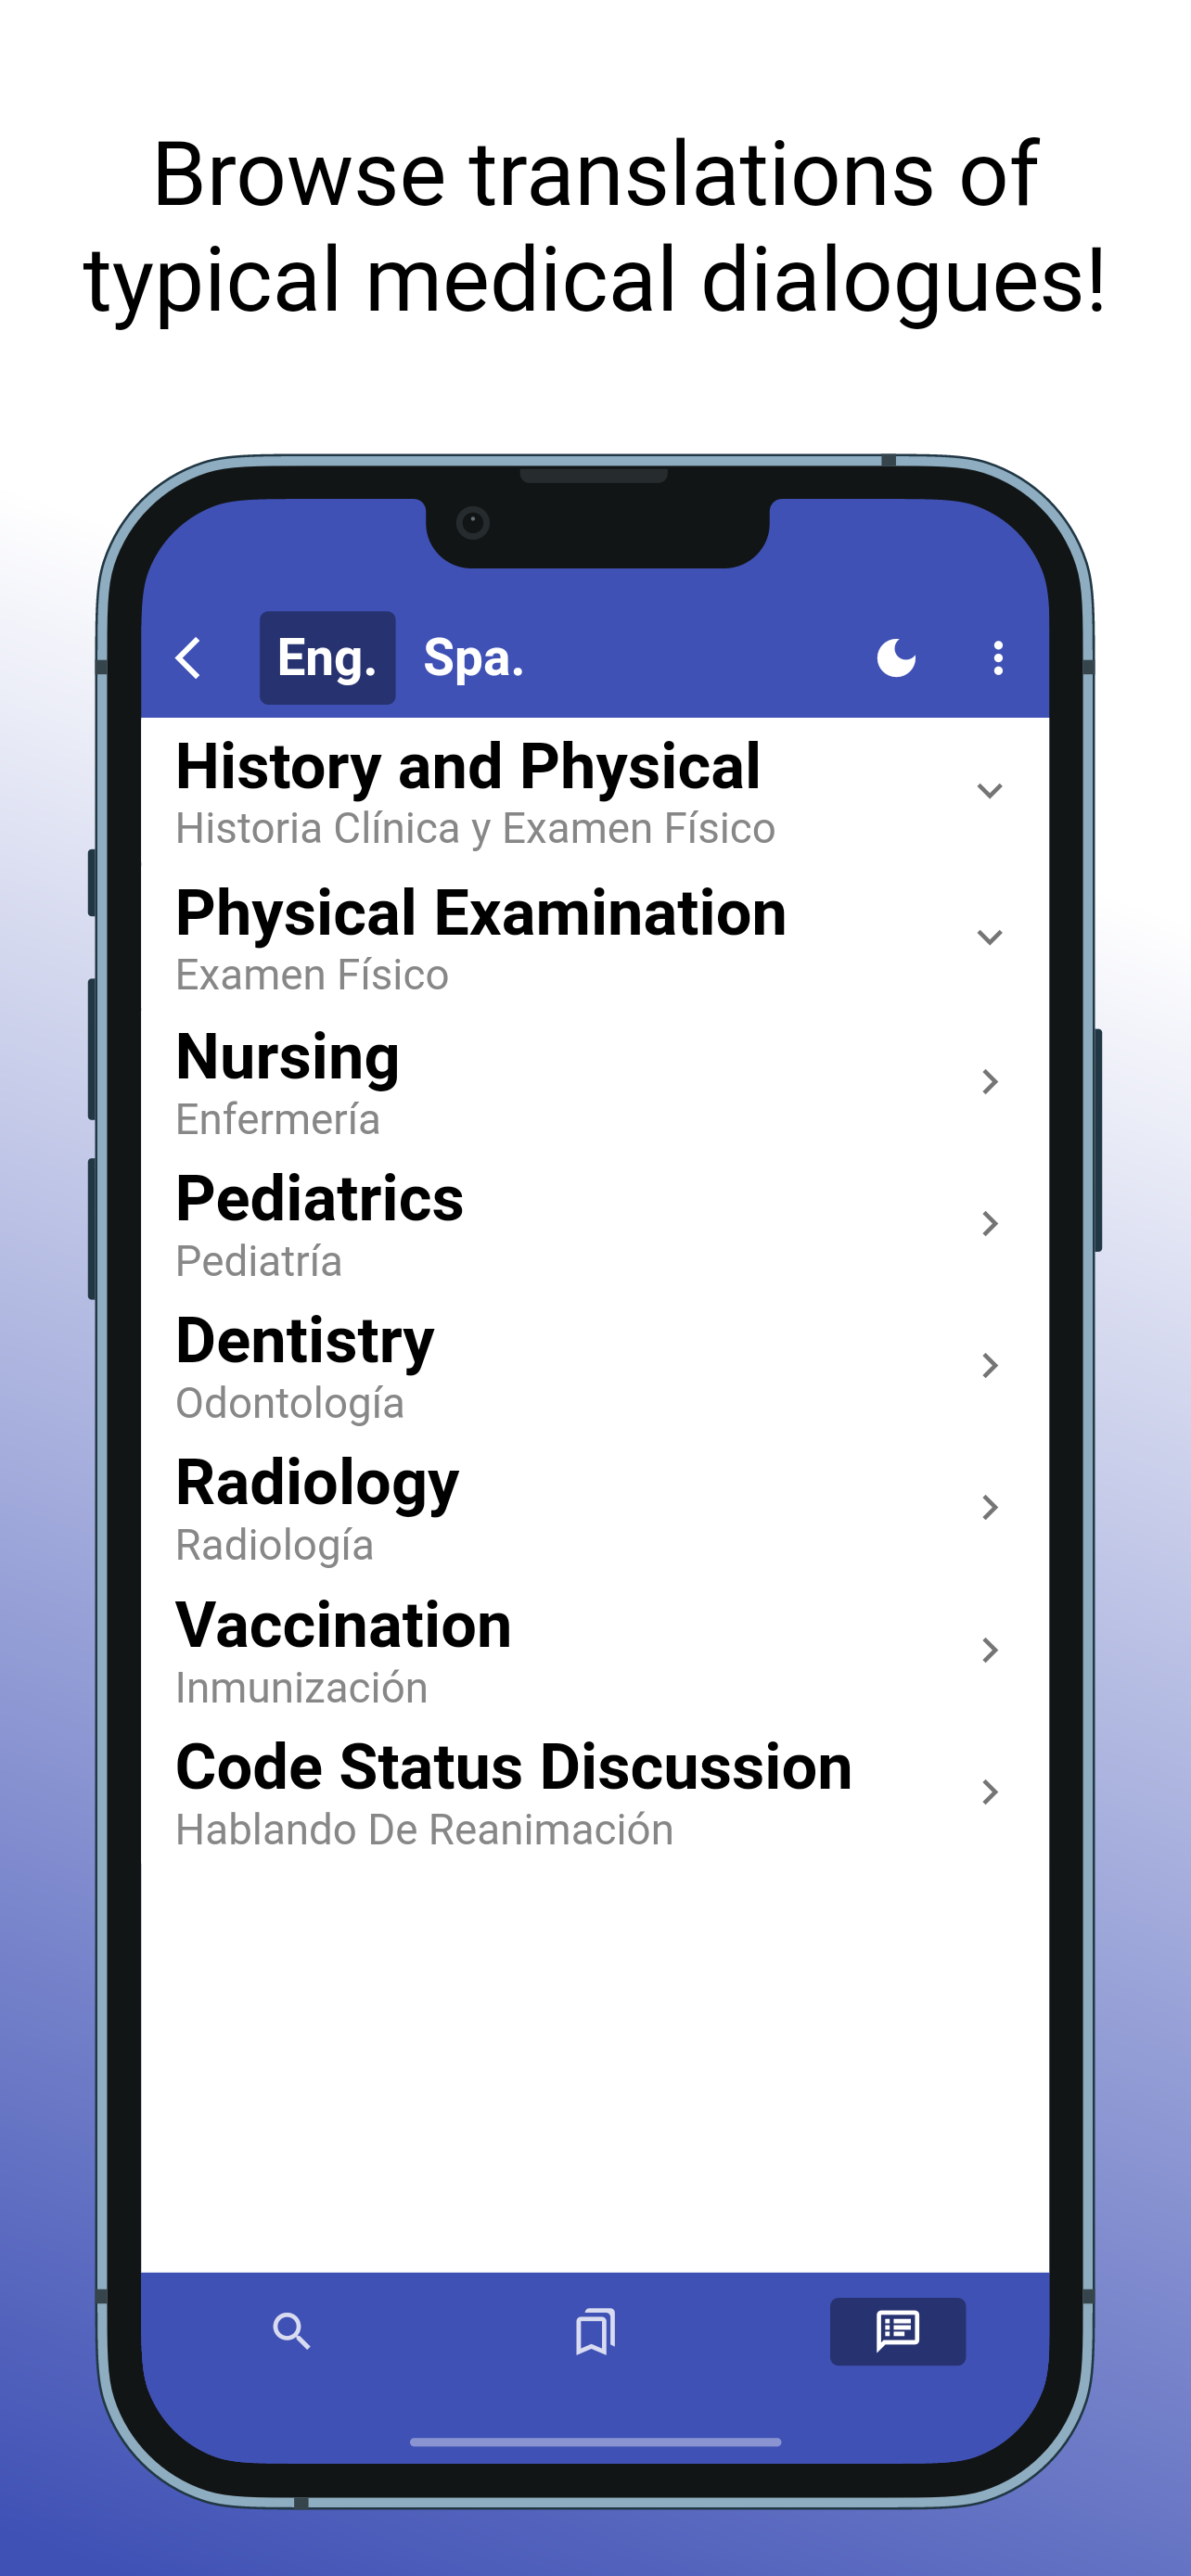 Browse translations of
typical medical dialogues!
Eng. Spa.
History and Physical
Historia Clínica y Examen Físico
Physical Examination
Examen Físico
Nursing
Enfermería
Pediatrics
Pediatría
Dentistry
Odontología
Radiology
Radiología
Vaccination
Inmunización
Code Status Discussion
Hablando De Reanimación